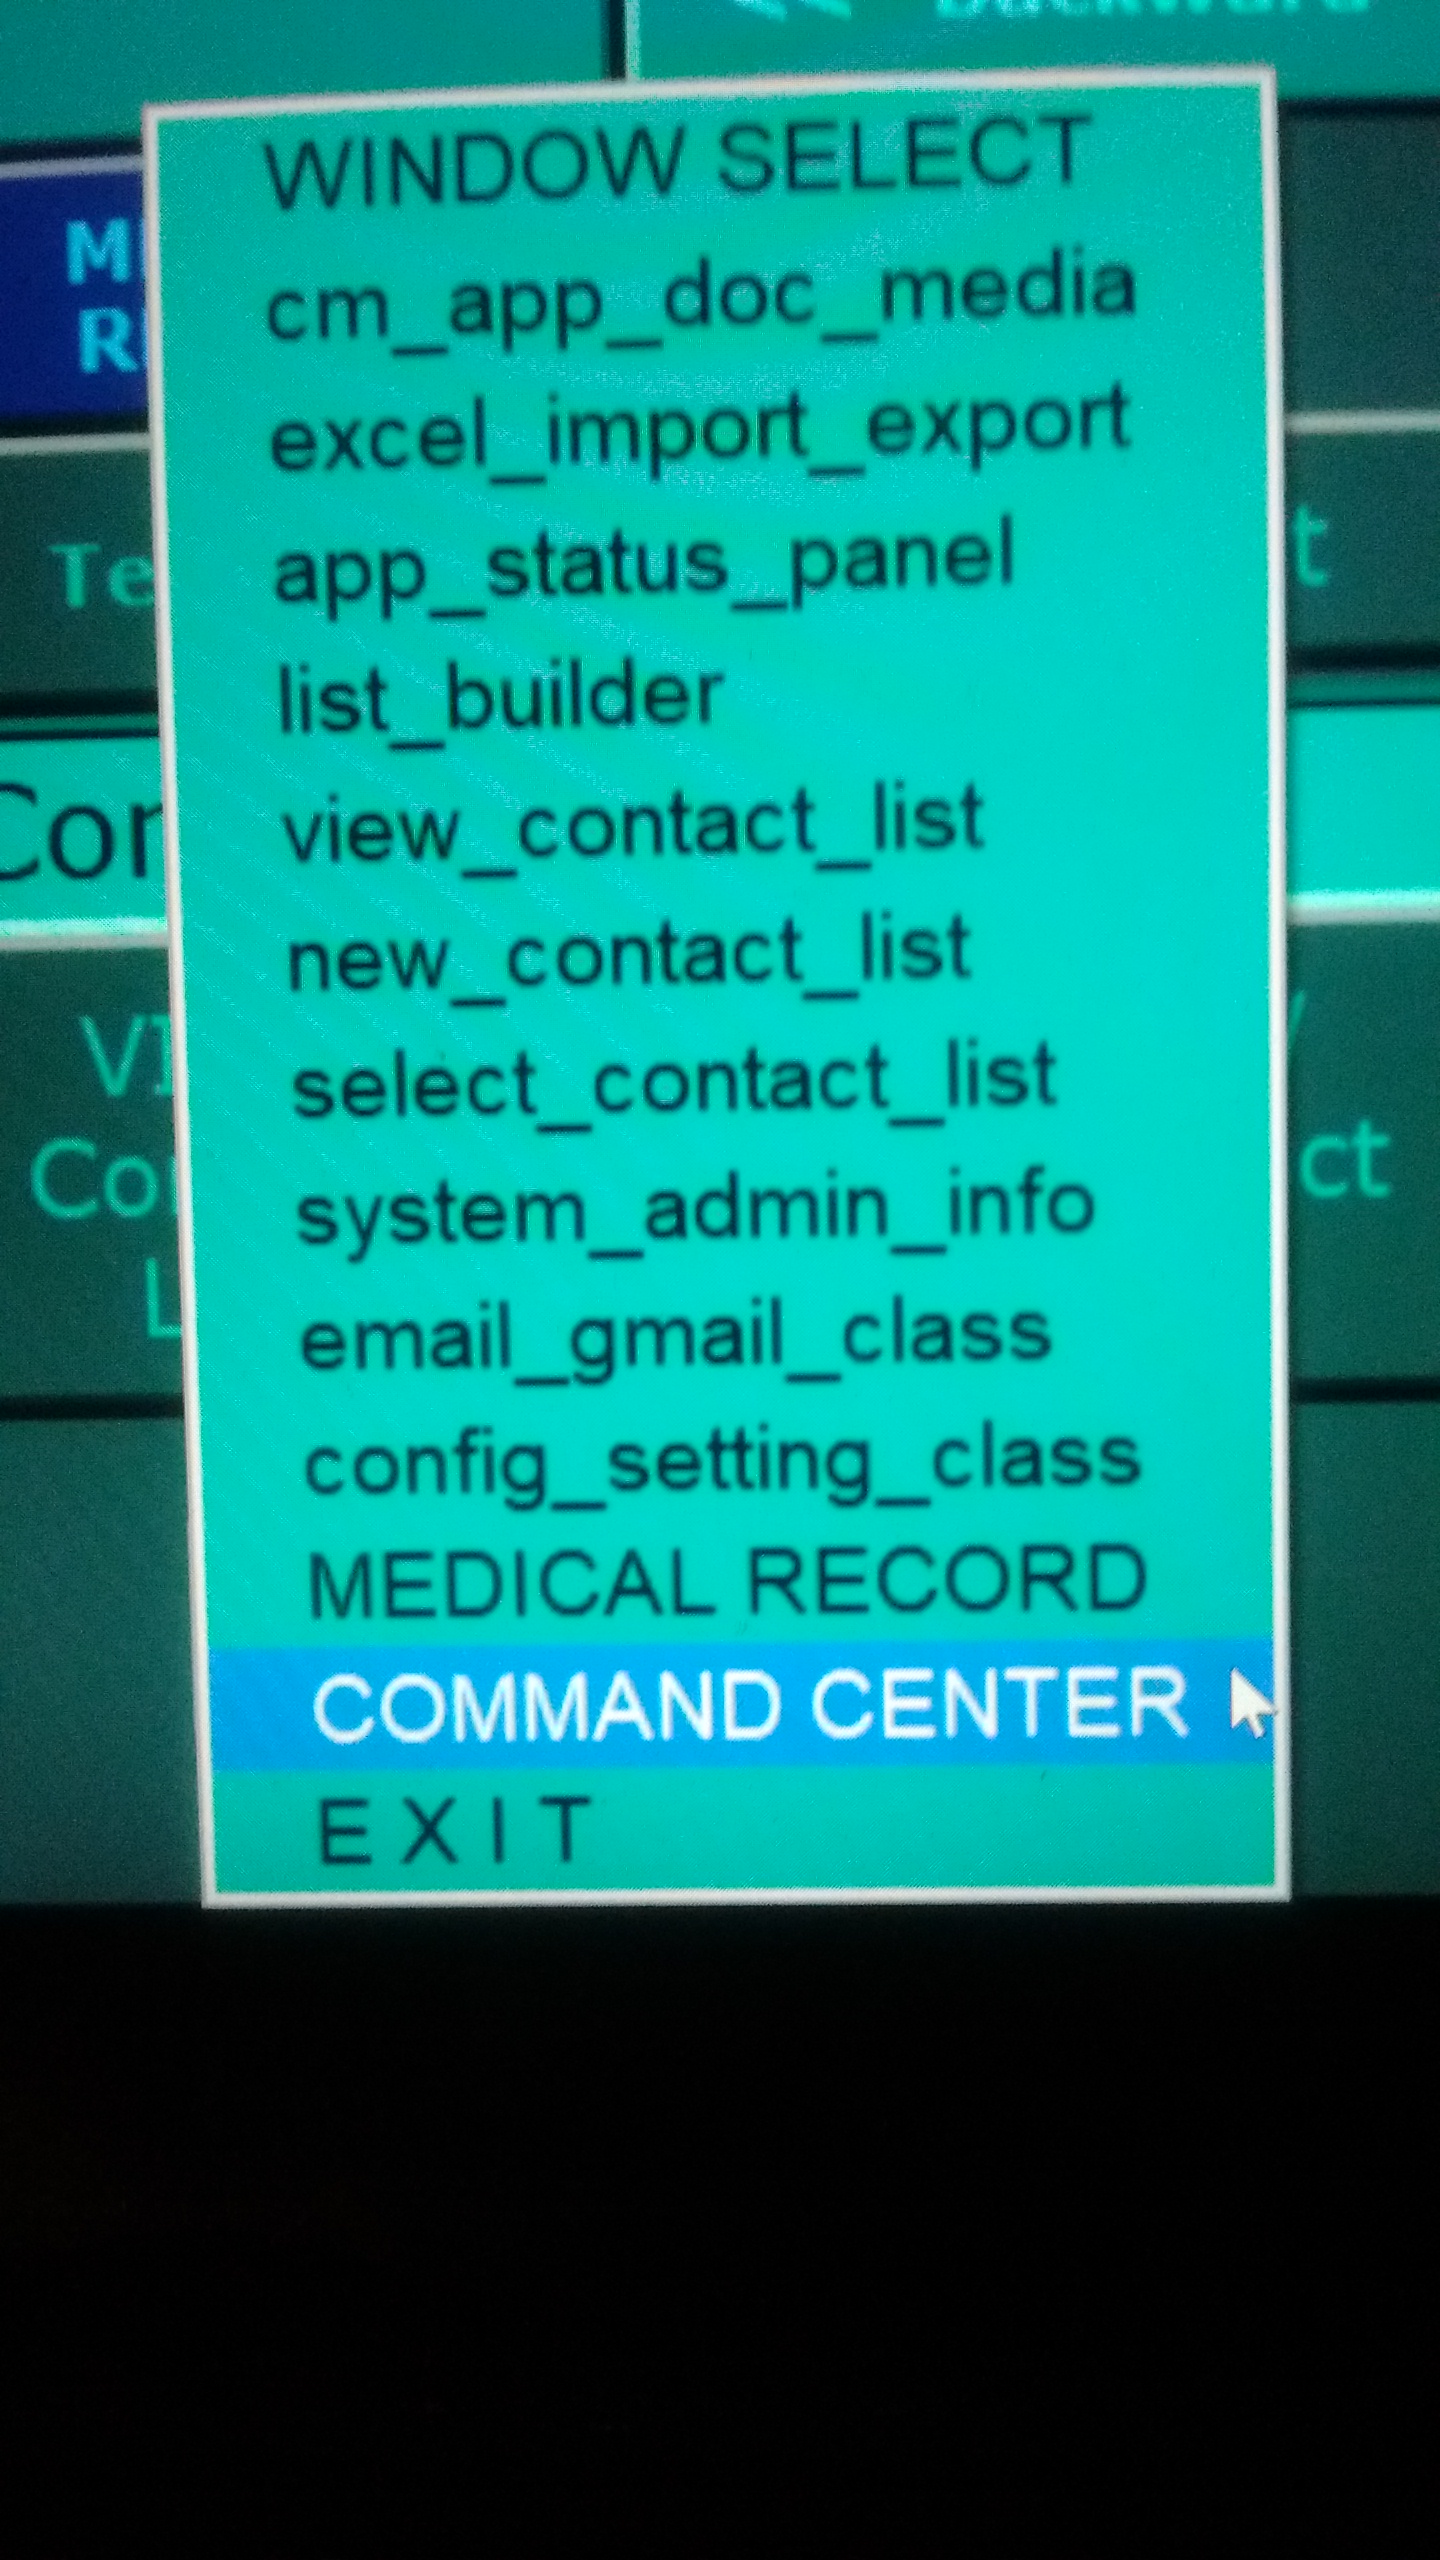 WINDOW SELECT
cm_app_doc_media
excel_import_export
app_status_panel
list_builder
view_contact_list
new_contact_list
select_contact_list
system_admin_info
email_gmail_class
config_setting_class
MEDICAL RECORD
COMMAND CENTER
E X I T